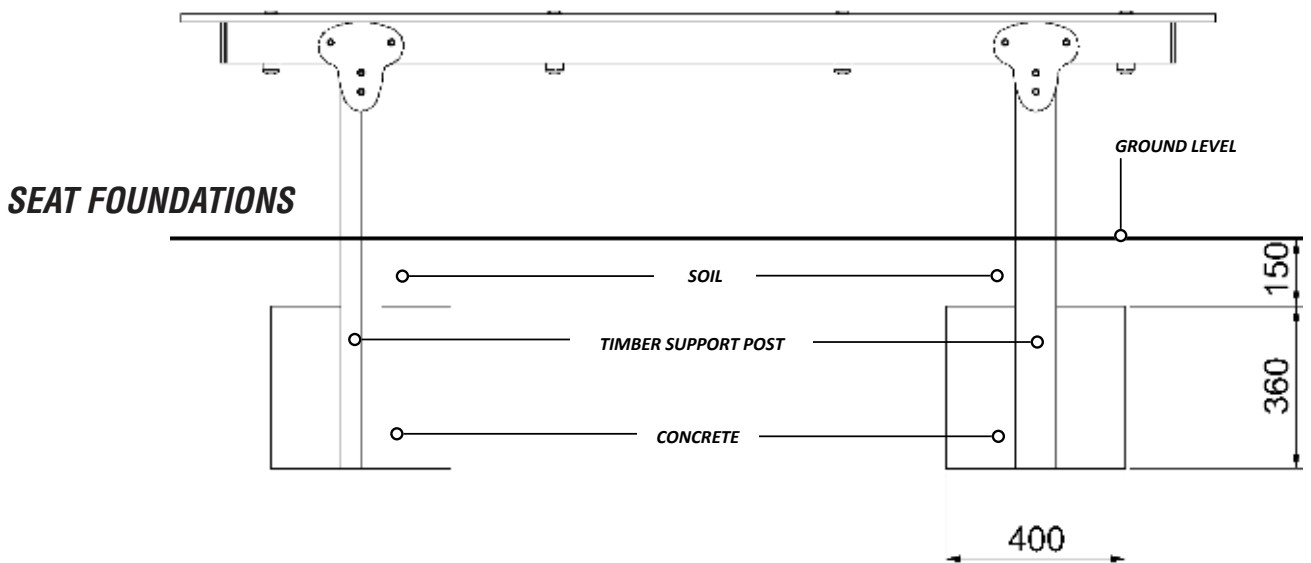 GROUND LEVEL
SEAT FOUNDATIONS
SOIL
150
TIMBER SUPPORT POST
360
CONCRETE
400